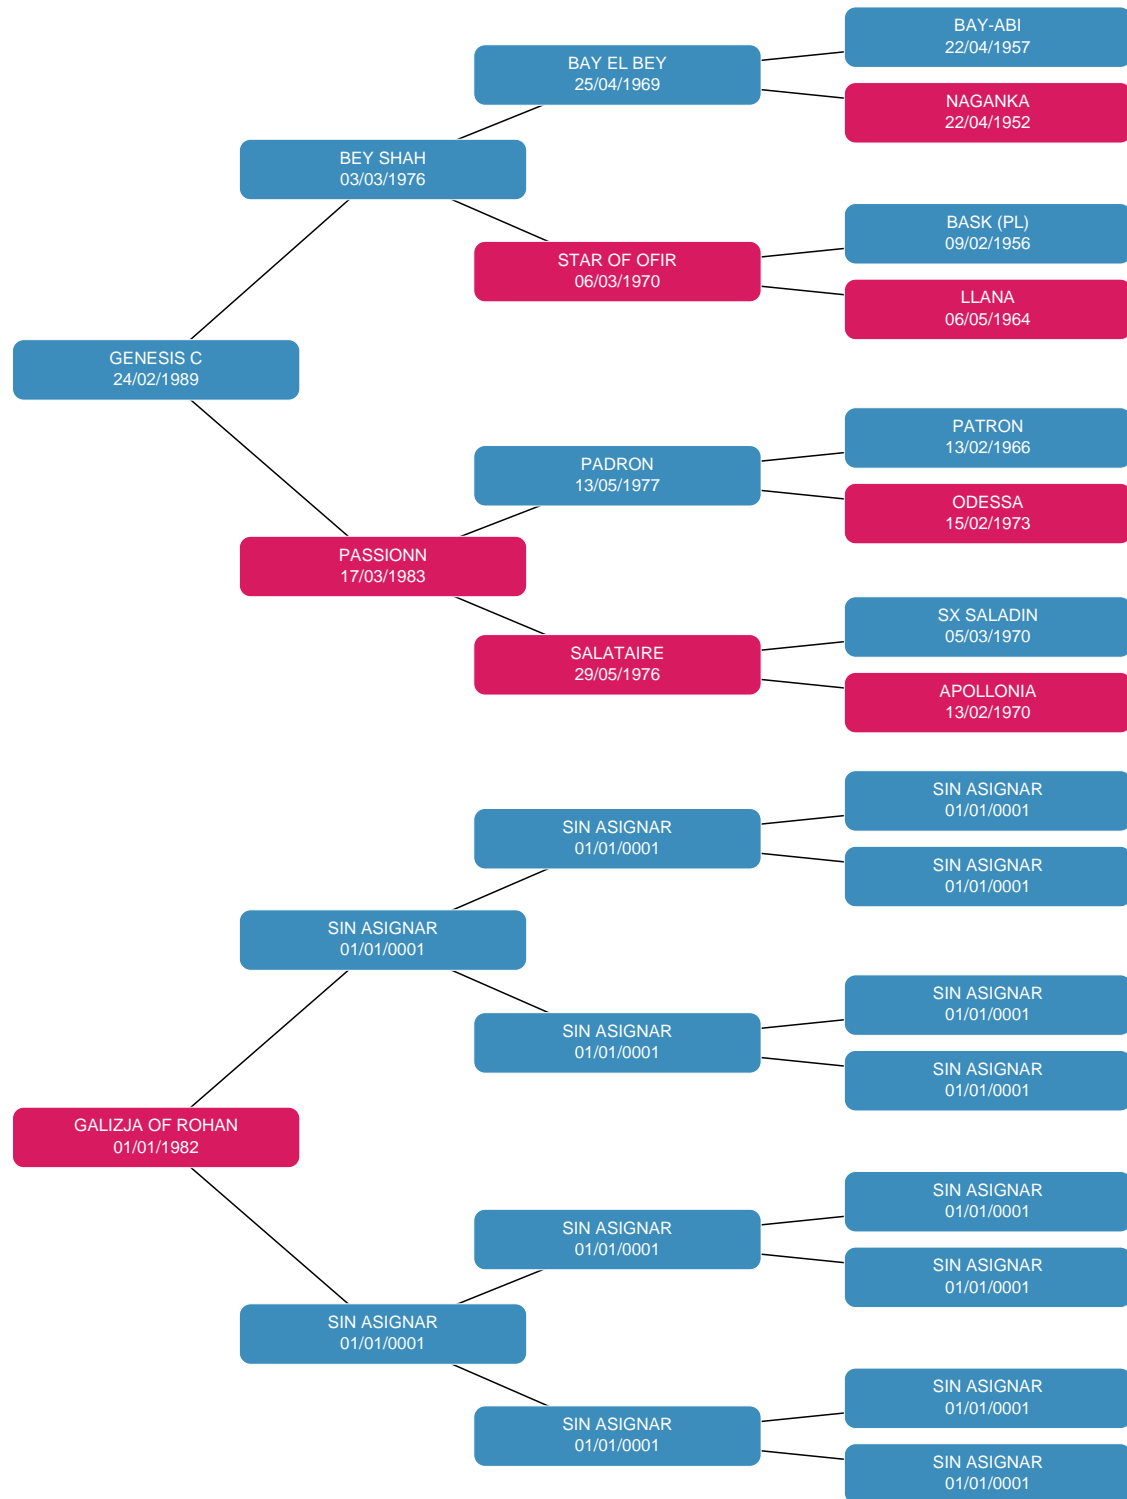 BAY-ABI
22/04/1957
BAY EL BEY
25/04/1969
NAGANKA
22/04/1952
BEY SHAH
03/03/1976
BASK (PL)
09/02/1956
STAR OF OFIR
06/03/1970
LLANA
06/05/1964
GENESIS C
24/02/1989
PATRON
13/02/1966
PADRON
13/05/1977
ODESSA
15/02/1973
PASSIONN
17/03/1983
SX SALADIN
05/03/1970
SALATAIRE
29/05/1976
APOLLONIA
13/02/1970
SIN ASIGNAR
01/01/0001
SIN ASIGNAR
01/01/0001
SIN ASIGNAR
01/01/0001
SIN ASIGNAR
01/01/0001
SIN ASIGNAR
01/01/0001
SIN ASIGNAR
01/01/0001
SIN ASIGNAR
01/01/0001
GALIZJA OF ROHAN
01/01/1982
SIN ASIGNAR
01/01/0001
SIN ASIGNAR
01/01/0001
SIN ASIGNAR
01/01/0001
SIN ASIGNAR
01/01/0001
SIN ASIGNAR
01/01/0001
SIN ASIGNAR
01/01/0001
SIN ASIGNAR
01/01/0001